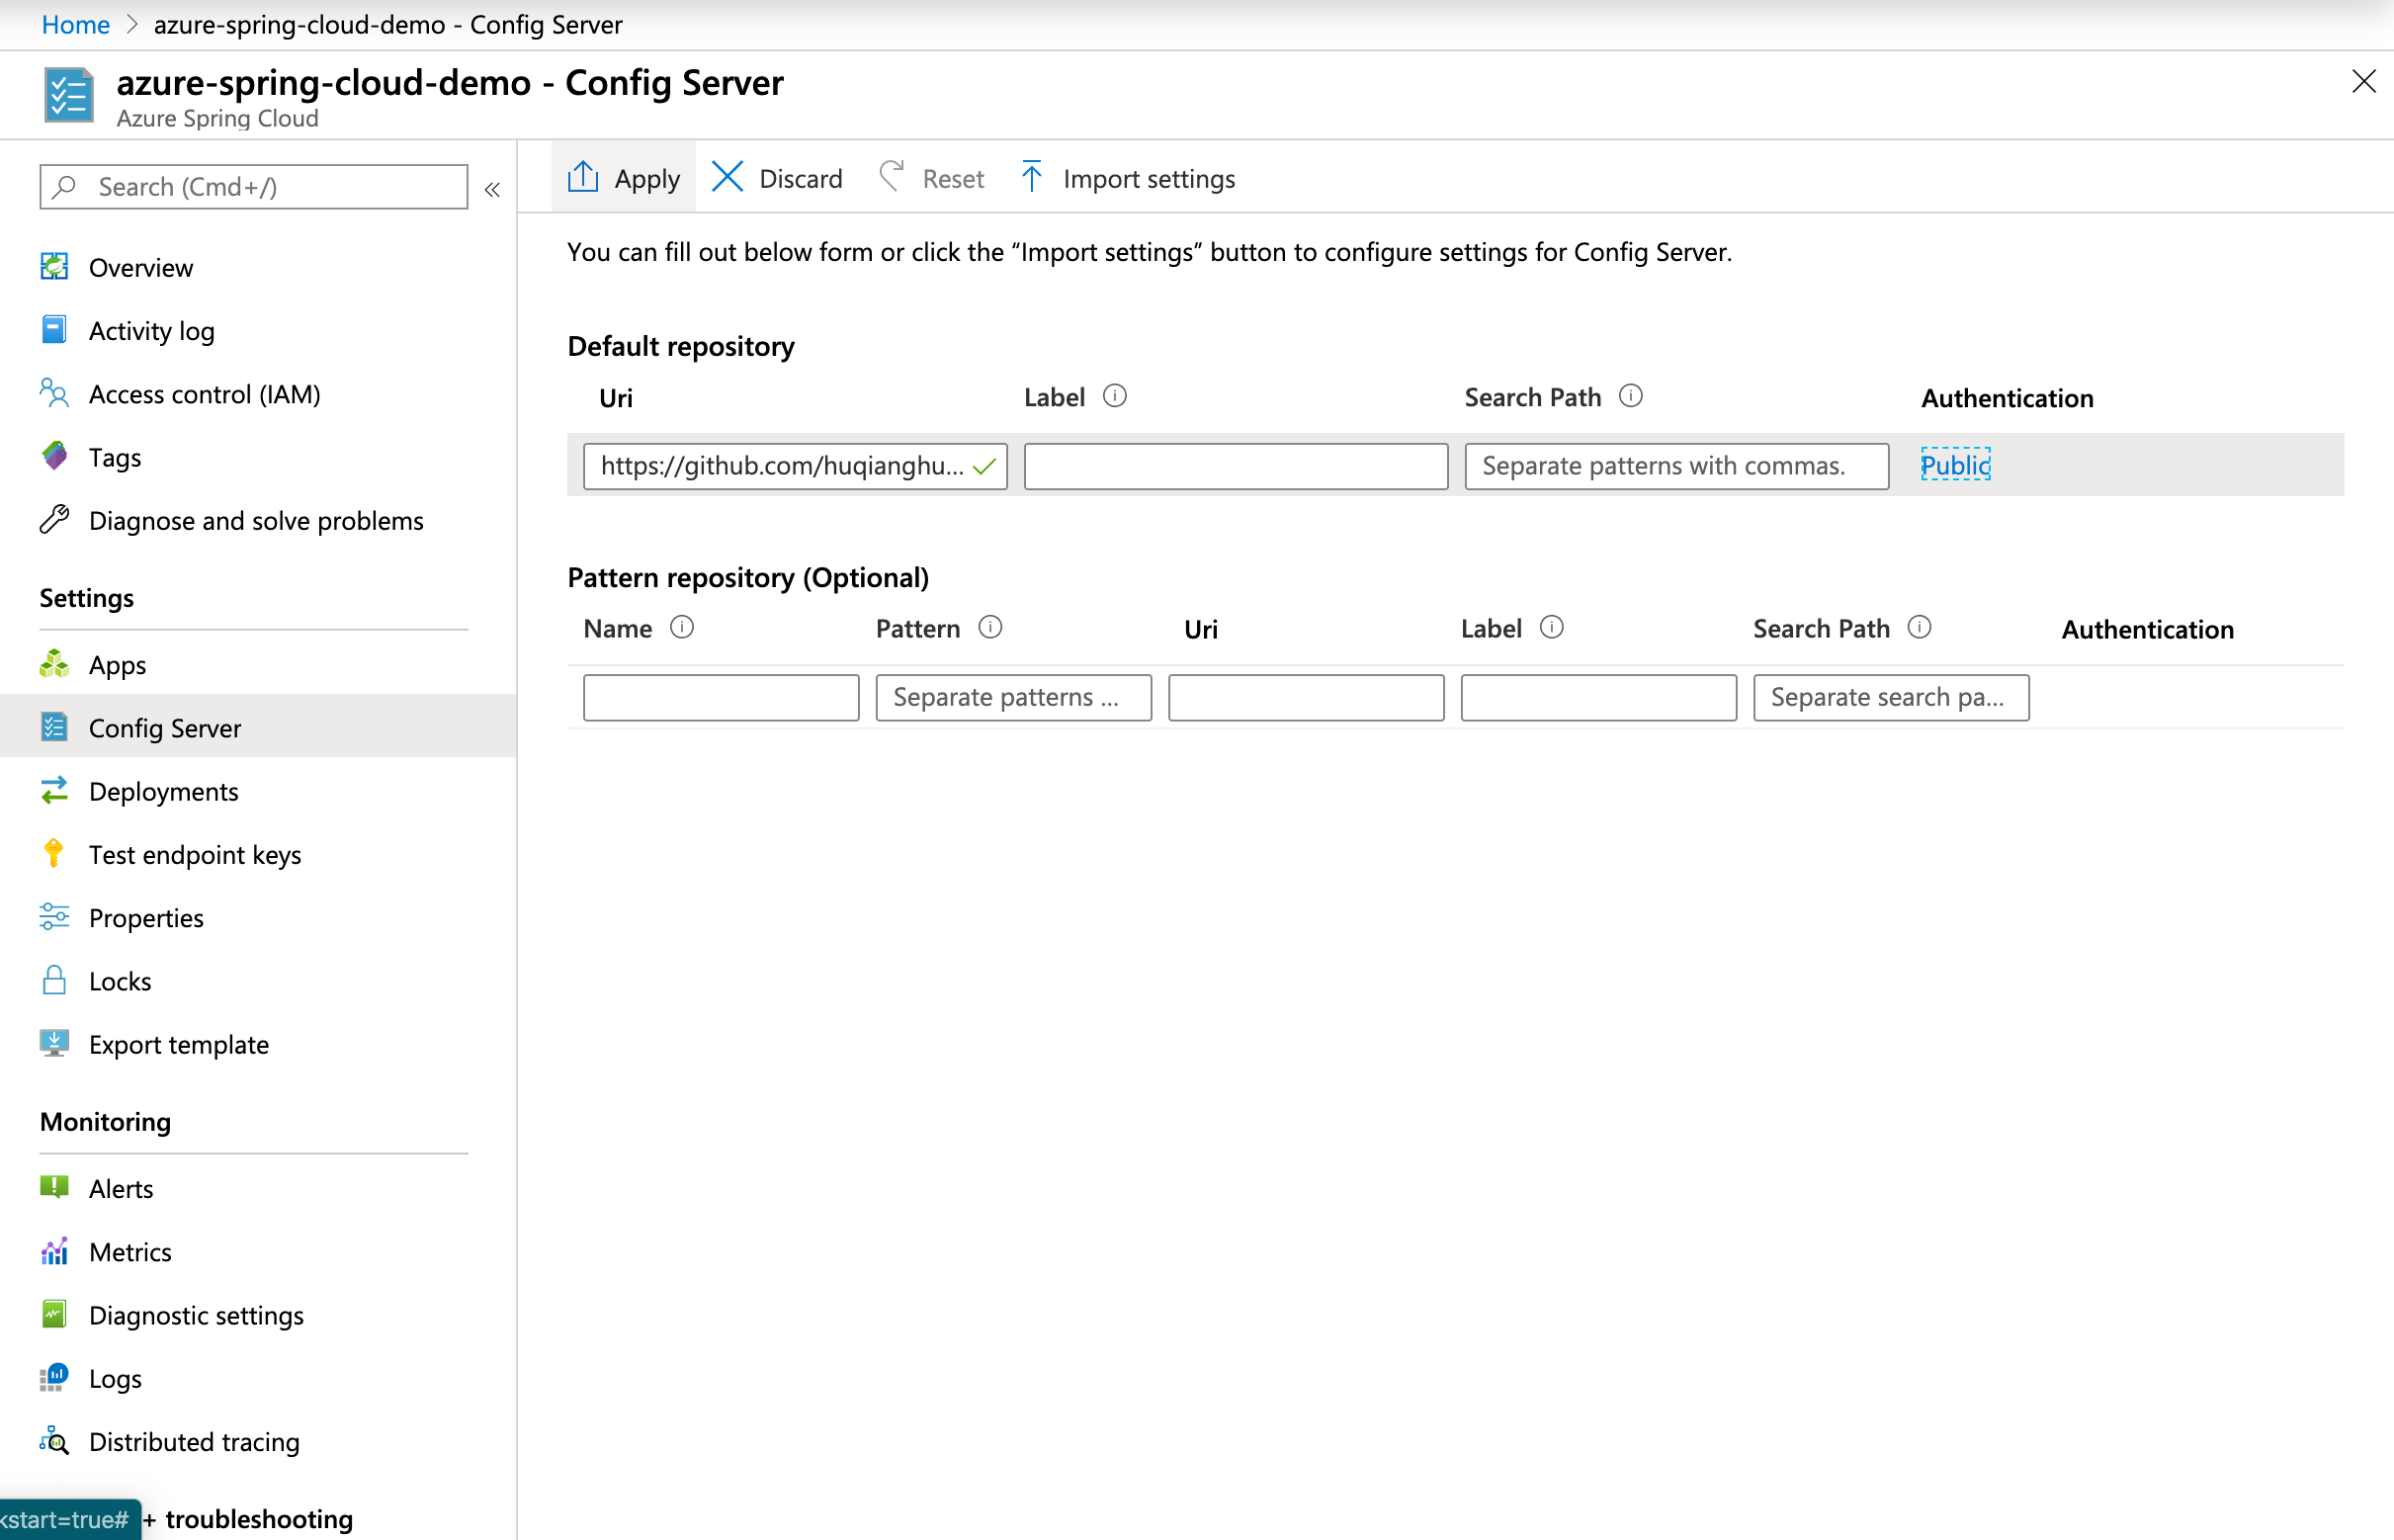 Home > azure-spring-cloud-demo - Config Server
azure-spring-cloud-demo - Config Server
Azure Spring Cloud
Search (Cmd+/)
«
Overview
Activity log
Access control (IAM)
Tags
Diagnose and solve problems
Settings
Apps
Config Server
Deployments
Test endpoint keys
Properties
Locks
Export template
Monitoring
Alerts
Metrics
Diagnostic settings
Logs
Distributed tracing
+ troubleshooting
kstart=true#
Apply Discard Reset Import settings
You can fill out below form or click the “Import settings” button to configure settings for Config Server.
Default repository
Uri Label Search Path Authentication
https://github.com/huqianghu... Separate patterns with commas. Public
Pattern repository (Optional)
Name Pattern Uri Label Search Path Authentication
Separate patterns ... Separate search pa...